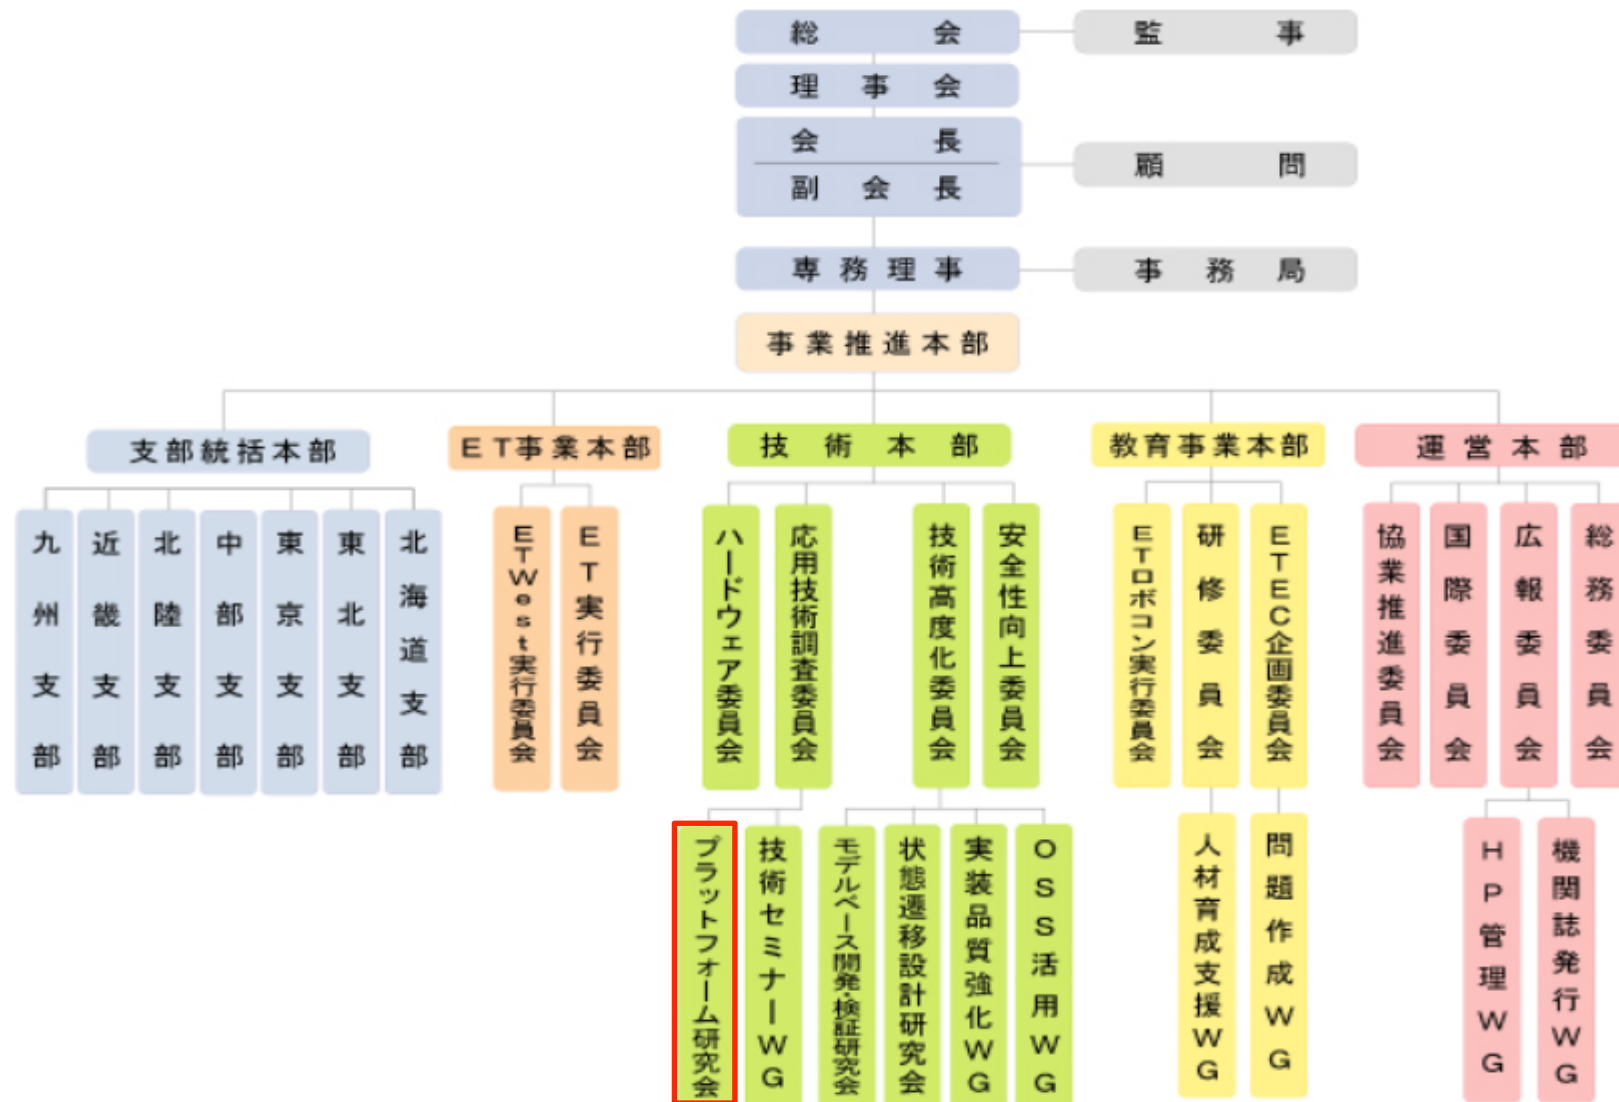 総会
監事
理事会
会長
副会長
顧問
専務理事
事務局
事業推進本部
支部統括本部
ET事業本部
技術本部
教育事業本部
運営本部
九州支部
近畿支部
北陸支部
中部支部
東京支部
東北支部
北海道支部
ETWest実行委員会
ET実行委員会
ハードウェア委員会
応用技術調査委員会
技術高度化委員会
安全性向上委員会
ETロボコン実行委員会
研修委員会
ETEC企画委員会
協業推進委員会
国際委員会
広報委員会
総務委員会
プラットフォーム研究会
技術セミナーWG
モデルベース開発・検証研究会
状態遷移設計研究会
実装品質強化WG
OSS活用WG
人材育成支援WG
問題作成WG
HP管理WG
機関誌発行WG